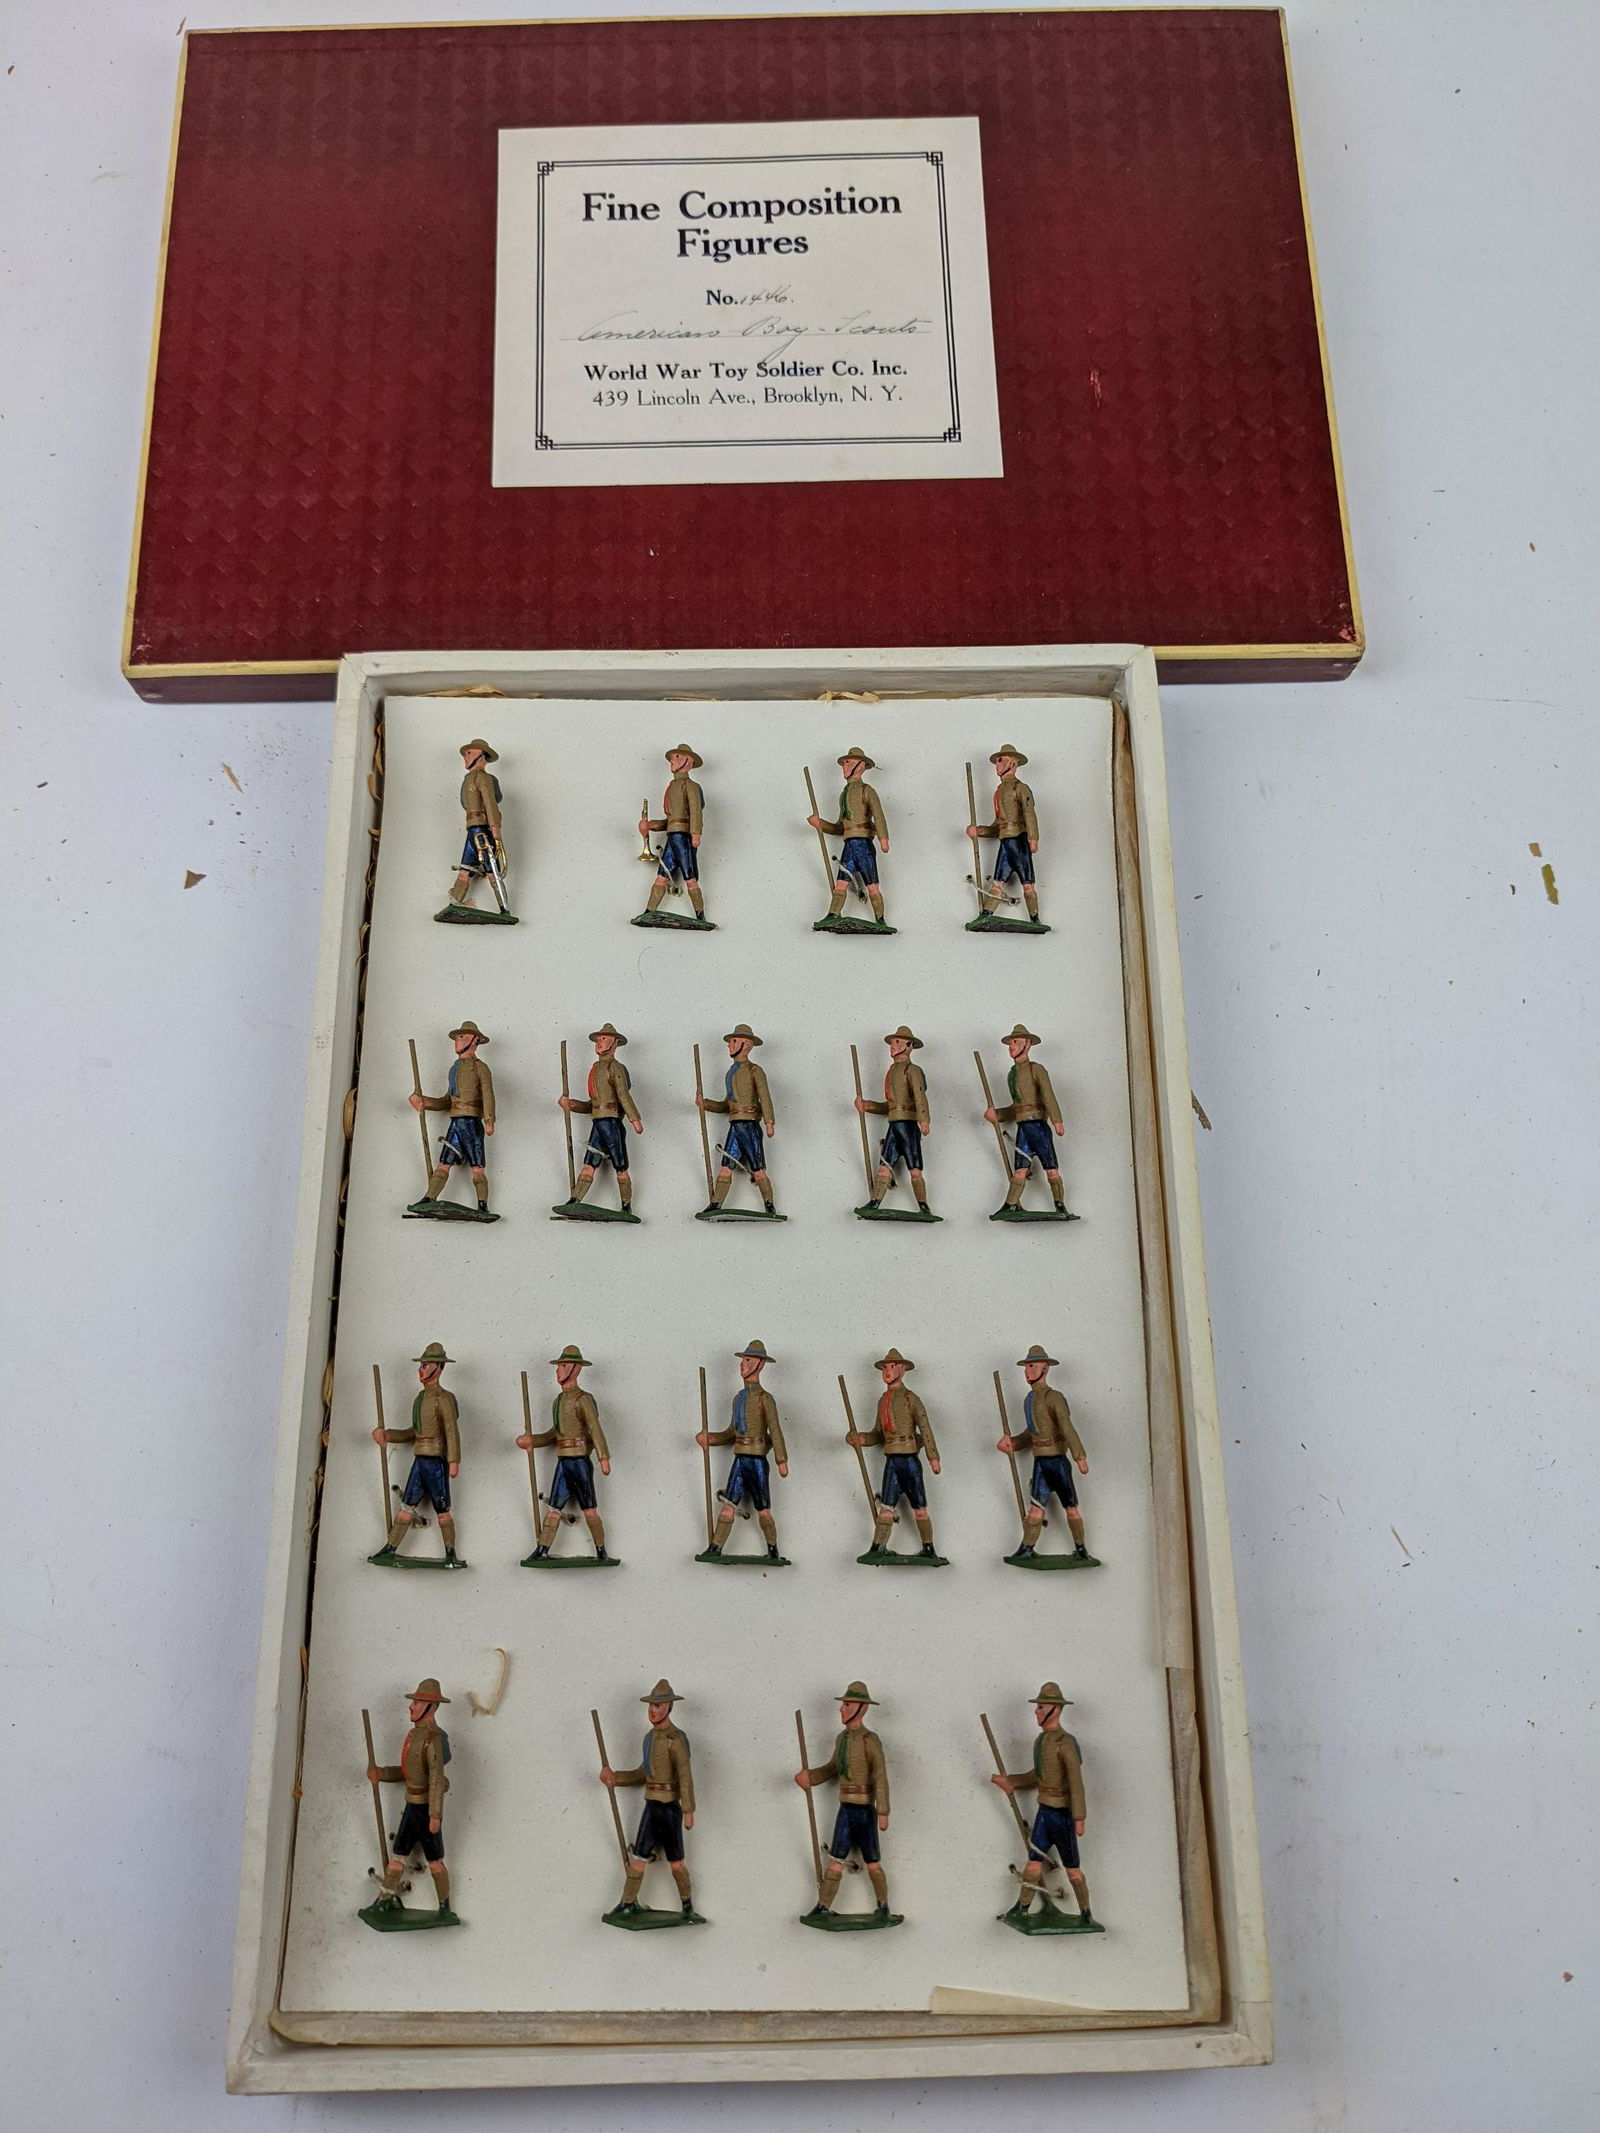 Fine Composition
Figures
No. 1446.
American Boy-Scouts
World War Toy Soldier Co. Inc.
439 Lincoln Ave., Brooklyn, N. Y.